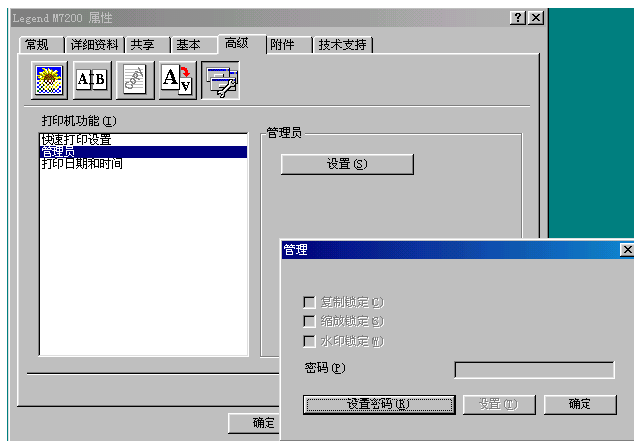 Legend M7200 属性
常规 详细资料 共享 基本 高级 附件 技术支持
A B
A v
打印机功能(I)
快速打印设置
管理员
打印日期和时间
管理员
设置(S)
管理
复制锁定(C)
缩放锁定(G)
水印锁定(W)
密码(P)
设置密码(R) 设置(T) 确定
确定